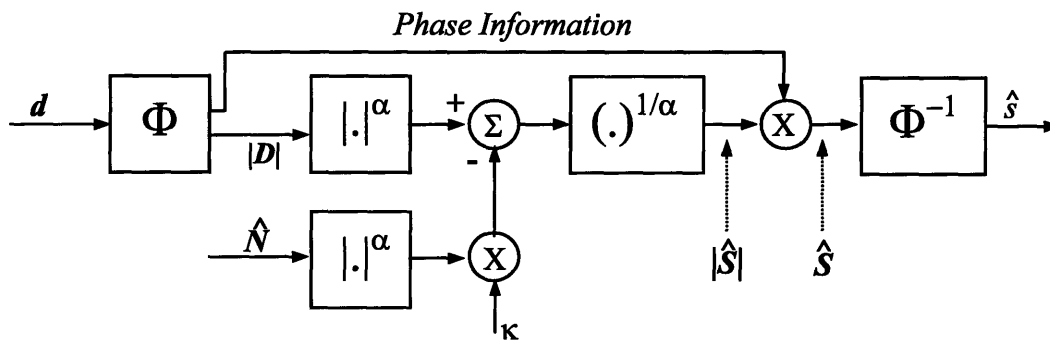 Phase Information
d
Φ
|D|
|.|^α
+
Σ
-
(.)^{1/α}
X
Φ^{-1}
ŝ
N̂
|.|^α
X
κ
|Ŝ|
Ŝ